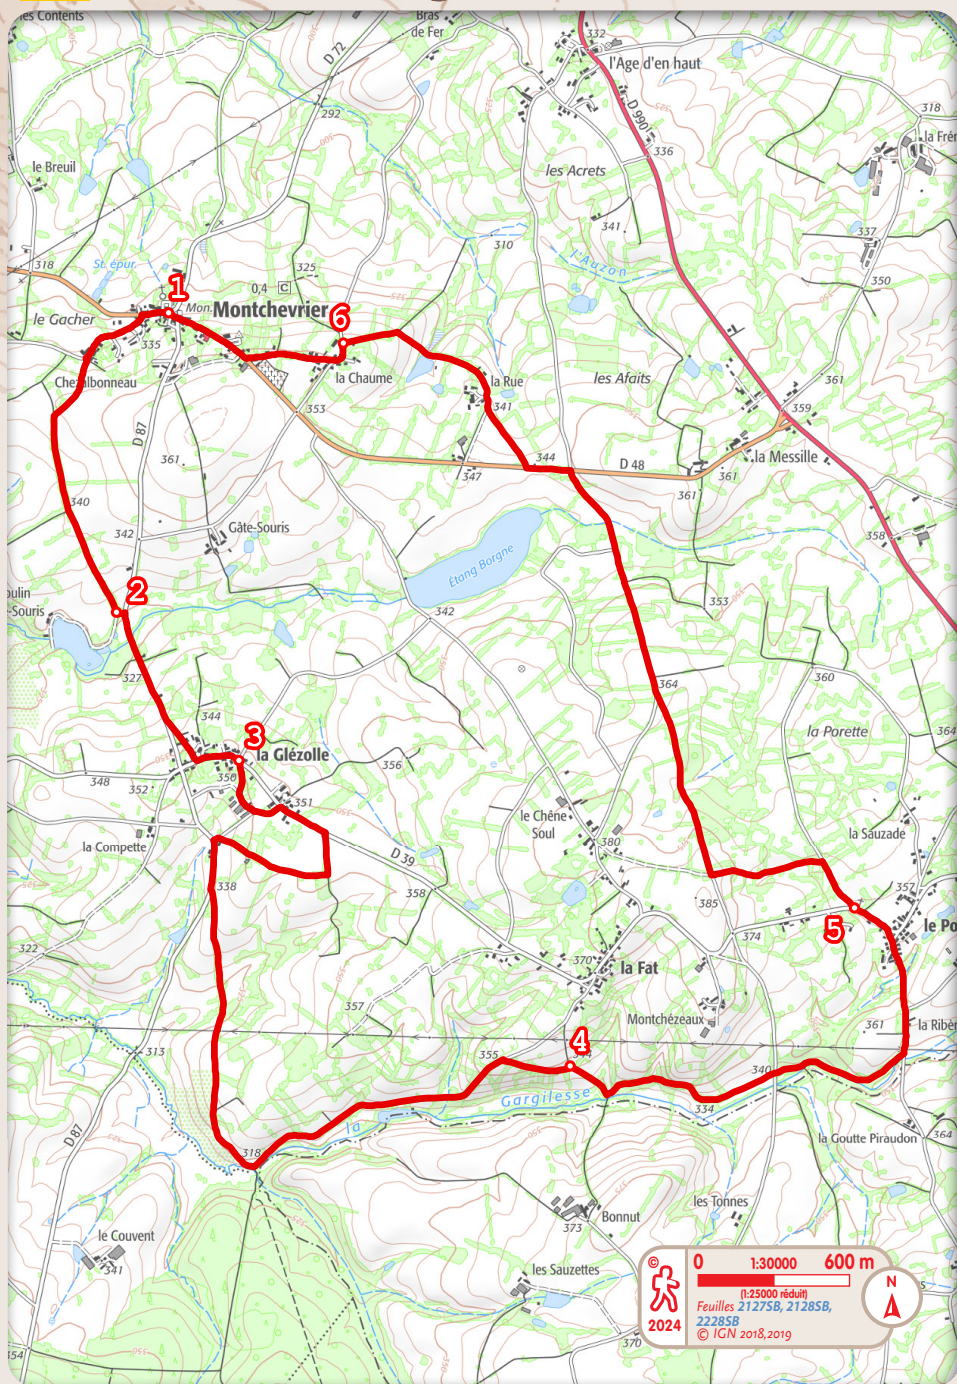 les Contents
Bras
de Fer
332
l'Age d'en haut
D 72
292
D 990
318
336
la Frér
le Breuil
les Acrets
341
337
310
l'Auzon
318
St. épur.
325
350
0,4 C
1
Mon.
Montchevrier
6
le Gacher
335
Chezalbonneau
la Chaume
la Rue
341
les Afaits
361
353
359
D 87
361
344
D 48
la Messille
347
361
361
340
342
Gâte-Souris
358
Étang Borgne
2
oulin
-Souris
342
353
327
364
360
344
3
la Glézolle
la Porette
364
348
352
350
356
351
le Chêne
Soul
la Compette
380
la Sauzade
D 39
338
358
385
357
5
374
le Po
322
370
la Fat
357
Montchézeaux
361
la Ribèr
313
355
4
340
la Gargilesse
334
D 87
318
la Goutte Piraudon
364
les Tonnes
Bonnut
373
le Couvent
341
les Sauzettes
354
370
0 1:30000 600 m
(1:25000 réduit)
Feuilles 2127SB, 2128SB,
2228SB
© IGN 2018,2019
©
2024
N